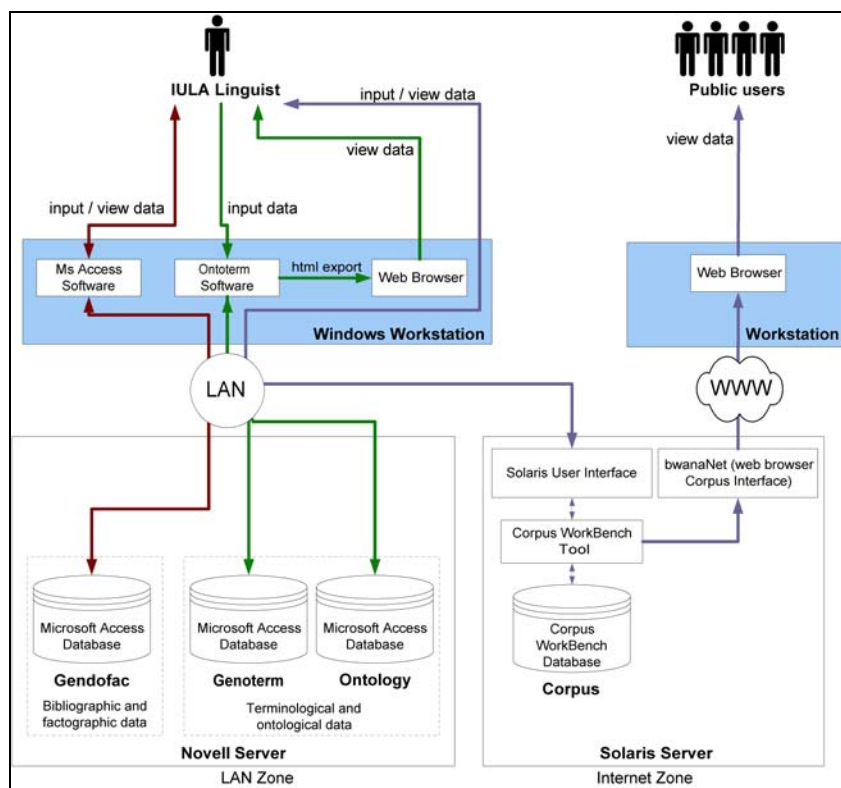 IULA Linguist
Public users
input / view data
view data
view data
input / view data
input data
Ms Access
Software
Ontoterm
Software
html export
Web Browser
Web Browser
Windows Workstation
Workstation
LAN
WWW
Solaris User Interface
bwanaNet (web browser
Corpus Interface)
Corpus WorkBench
Tool
Microsoft Access
Database
Microsoft Access
Database
Microsoft Access
Database
Corpus
WorkBench
Database
Gendofac
Genoterm
Ontology
Corpus
Bibliographic and
factographic data
Terminological and
ontological data
Novell Server
Solaris Server
LAN Zone
Internet Zone